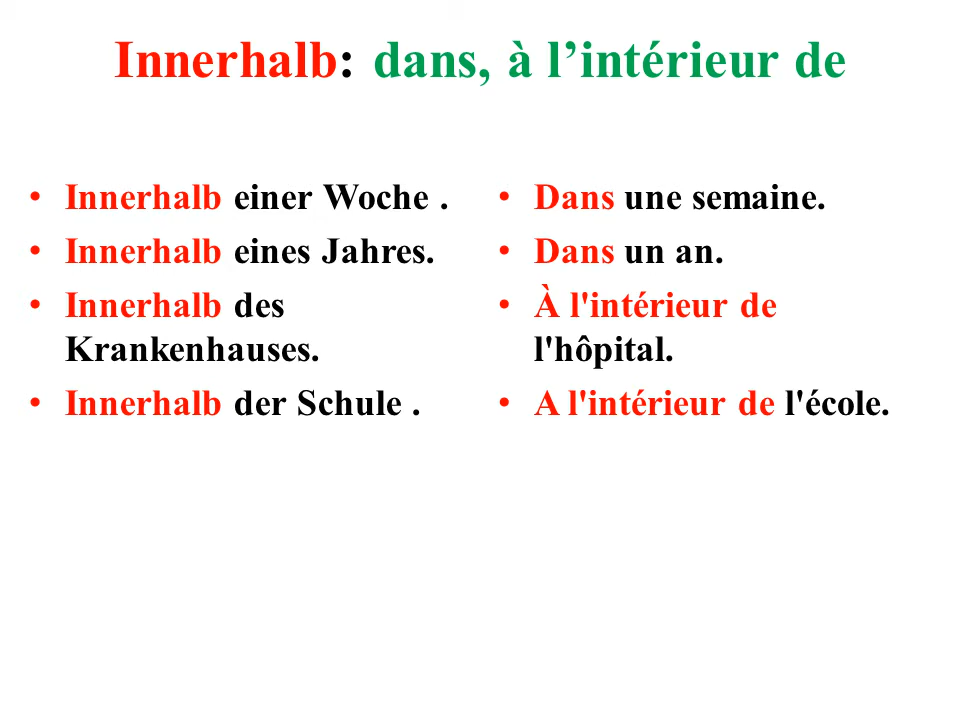 Innerhalb: dans, à l’intérieur de
• Innerhalb einer Woche .
• Innerhalb eines Jahres.
• Innerhalb des
Krankenhauses.
• Innerhalb der Schule .
• Dans une semaine.
• Dans un an.
• À l'intérieur de
l'hôpital.
• A l'intérieur de l'école.